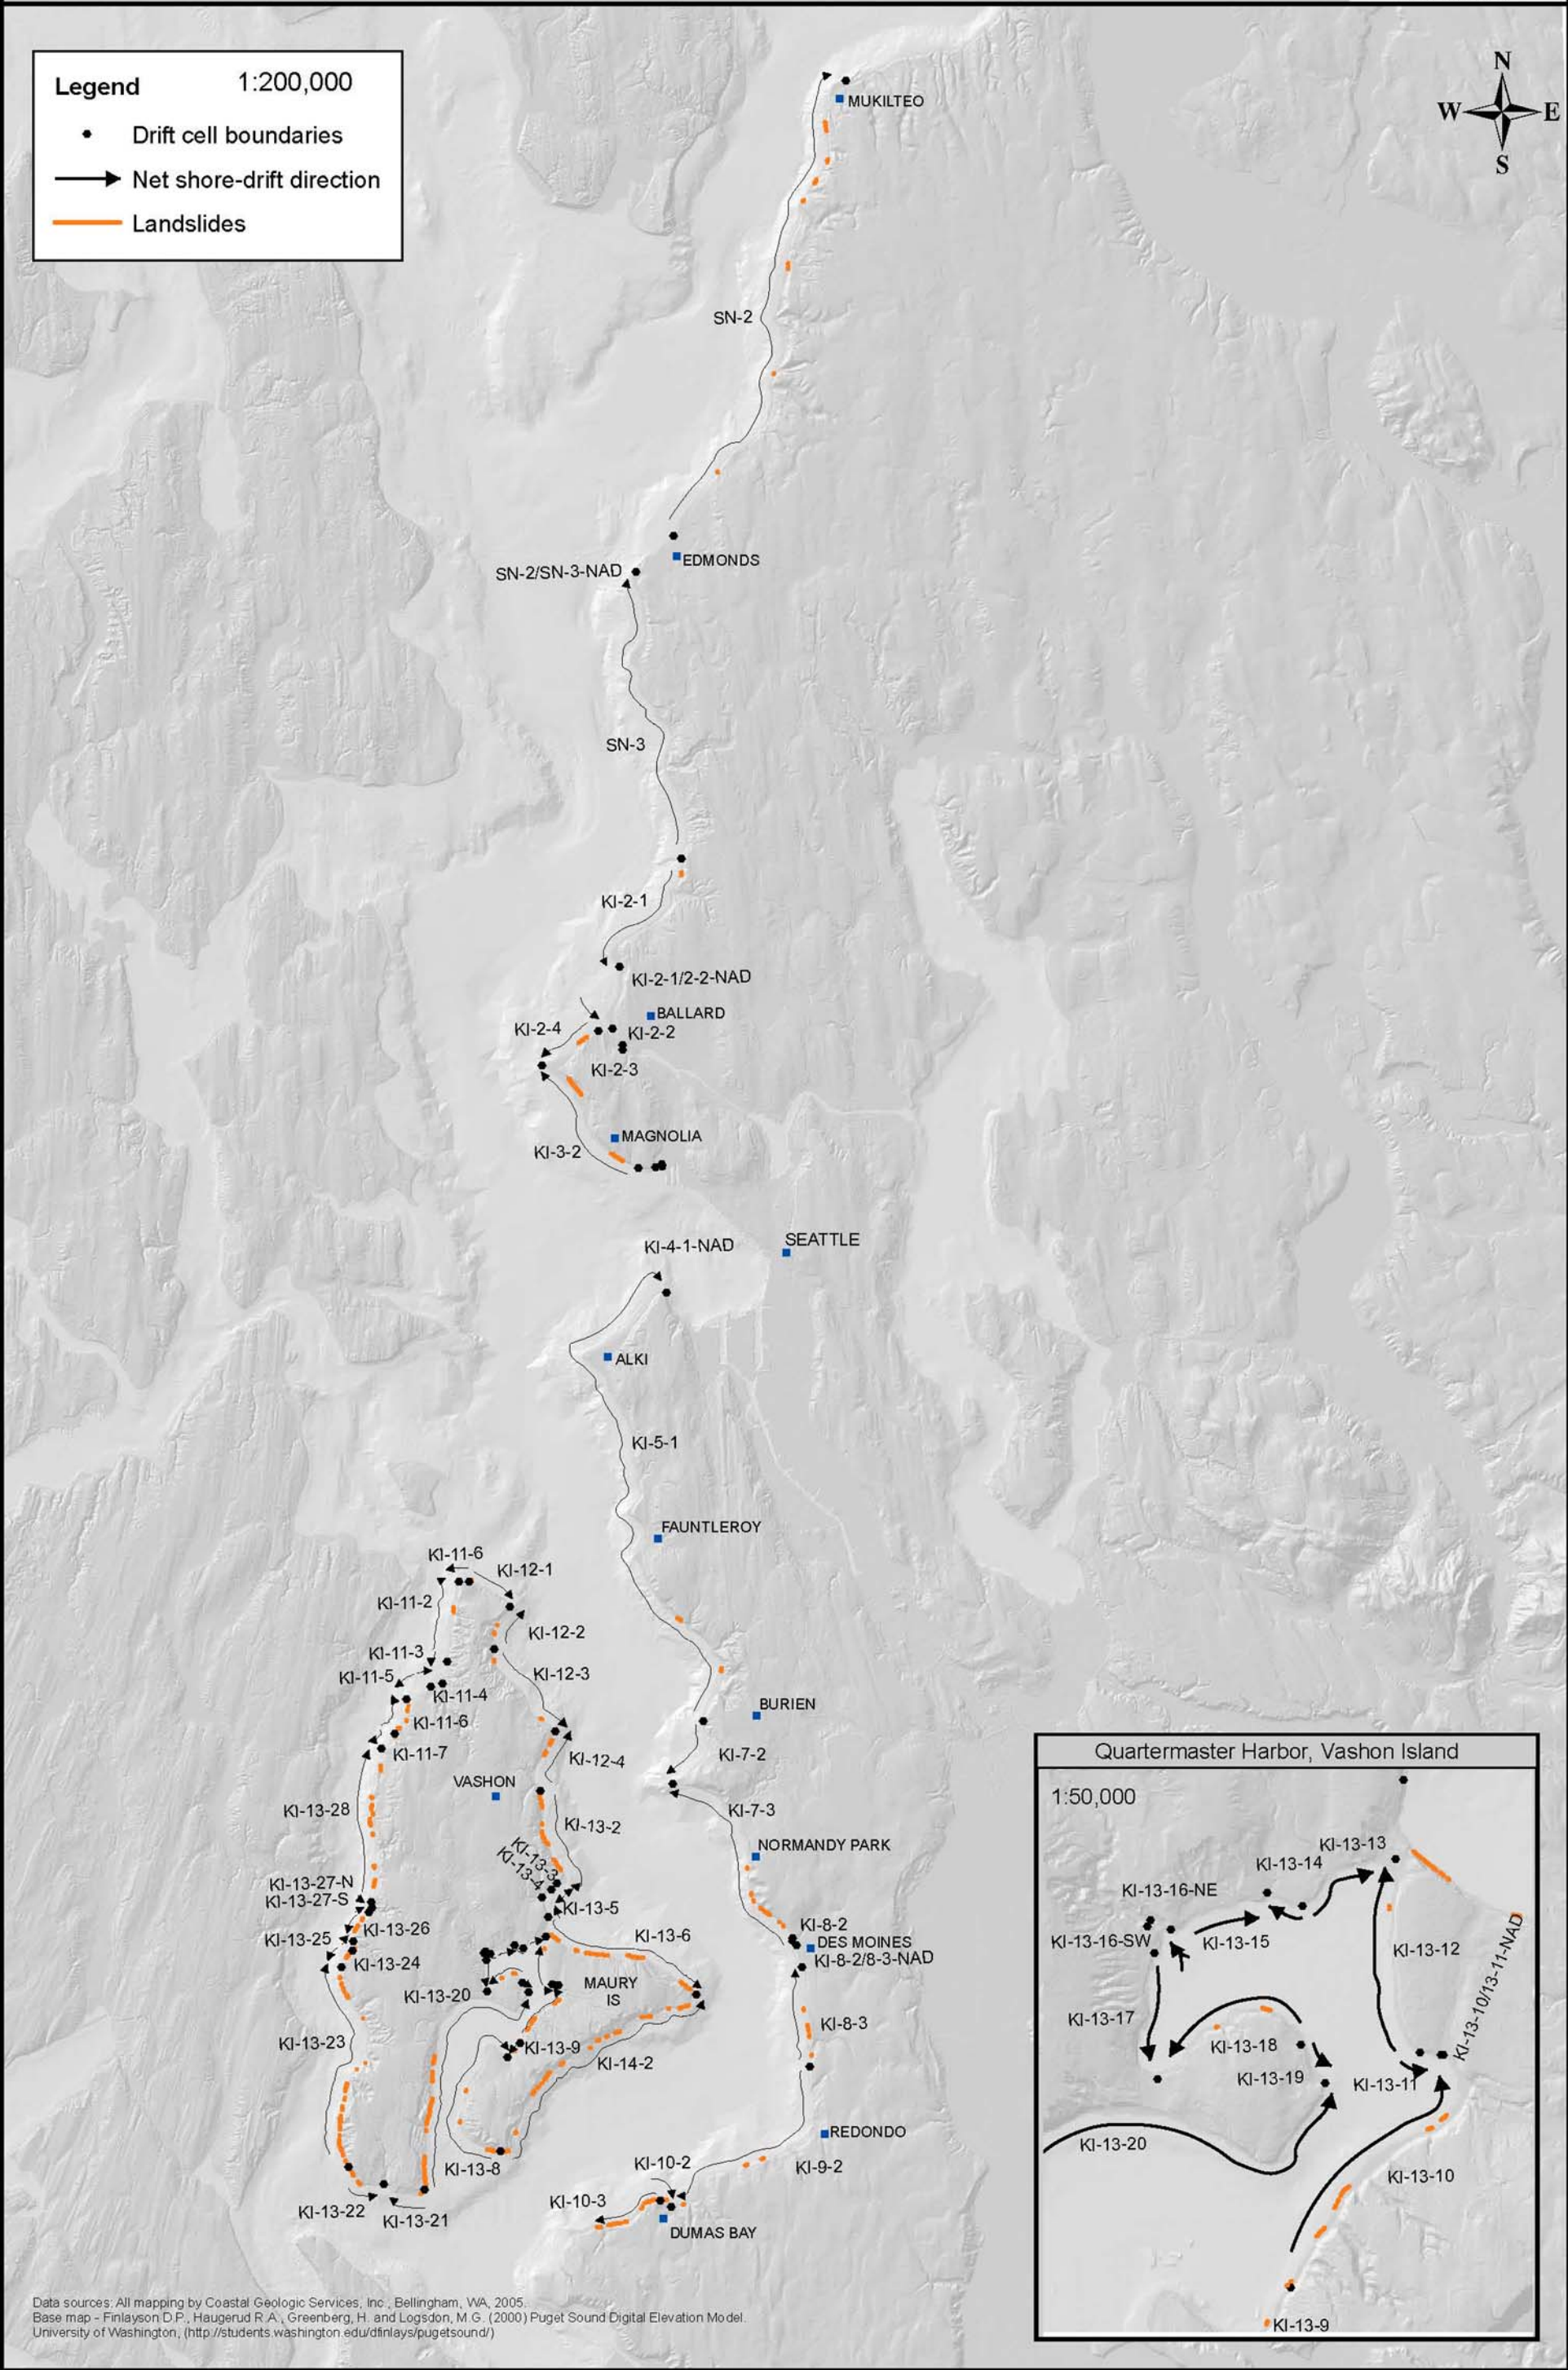 Legend 1:200,000
Drift cell boundaries
Net shore-drift direction
Landslides
N
W E
S
MUKILTEO
SN-2
EDMONDS
SN-2/SN-3-NAD
SN-3
KI-2-1
KI-2-1/2-2-NAD
BALLARD
KI-2-4
KI-2-2
KI-2-3
MAGNOLIA
KI-3-2
SEATTLE
KI-4-1-NAD
ALKI
KI-5-1
FAUNTLEROY
KI-11-6
KI-12-1
KI-11-2
KI-12-2
KI-11-3
KI-12-3
KI-11-5
KI-11-4
BURIEN
KI-11-6
KI-11-7
KI-7-2
KI-12-4
VASHON
KI-13-28
KI-7-3
KI-13-2
NORMANDY PARK
KI-13-3
KI-13-4
KI-13-27-N
KI-13-27-S
KI-13-5
KI-13-26
KI-8-2
KI-13-25
KI-13-6
DES MOINES
KI-8-2/8-3-NAD
KI-13-24
MAURY
IS
KI-13-20
KI-8-3
KI-13-23
KI-13-9
KI-14-2
REDONDO
KI-10-2
KI-9-2
KI-13-8
KI-10-3
KI-13-22
KI-13-21
DUMAS BAY
Quartermaster Harbor, Vashon Island
1:50,000
KI-13-13
KI-13-14
KI-13-16-NE
KI-13-16-SW
KI-13-15
KI-13-12
KI-13-10/13-11-NAD
KI-13-17
KI-13-18
KI-13-19
KI-13-11
KI-13-20
KI-13-10
KI-13-9
Data sources: All mapping by Coastal Geologic Services, Inc., Bellingham, WA, 2005.
Base map - Finlayson D.P., Haugerud R.A., Greenberg, H. and Logsdon, M.G. (2000) Puget Sound Digital Elevation Model.
University of Washington, (http://students.washington.edu/dfinlays/pugetsound/)